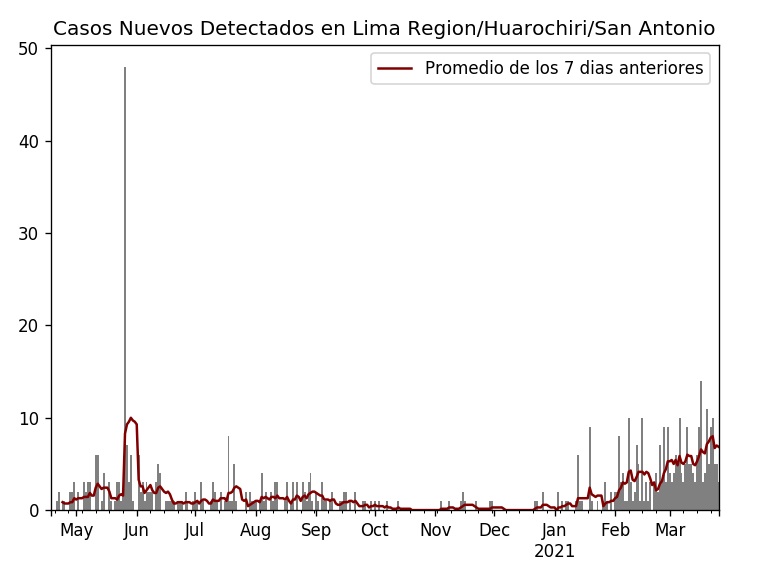 Casos Nuevos Detectados en Lima Region/Huarochiri/San Antonio
Promedio de los 7 dias anteriores
50
40
30
20
10
0
May Jun Jul Aug Sep Oct Nov Dec Jan Feb Mar
2021